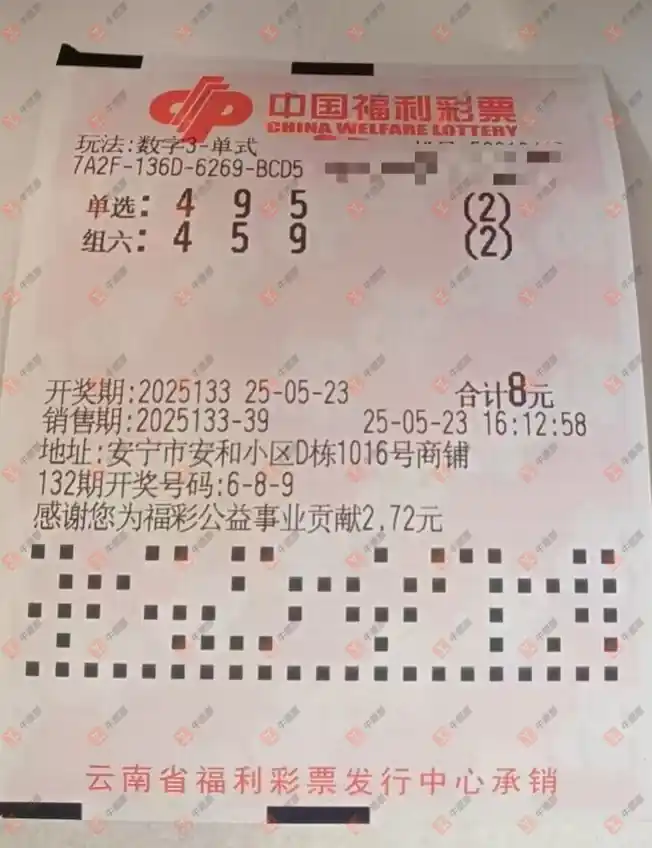 中国福利彩票
CHINA WELFARE LOTTERY
玩法:数字3-单式
7A2F-136D-6269-BCD5
单选: 4 9 5 (2)
组六: 4 5 9 (2)
开奖期:2025133 25-05-23 合计8元
销售期:2025133-39 25-05-23 16:12:58
地址:安宁市安和小区D栋1016号商铺
132期开奖号码:6-8-9
感谢您为福彩公益事业贡献2.72元
云南省福利彩票发行中心承销